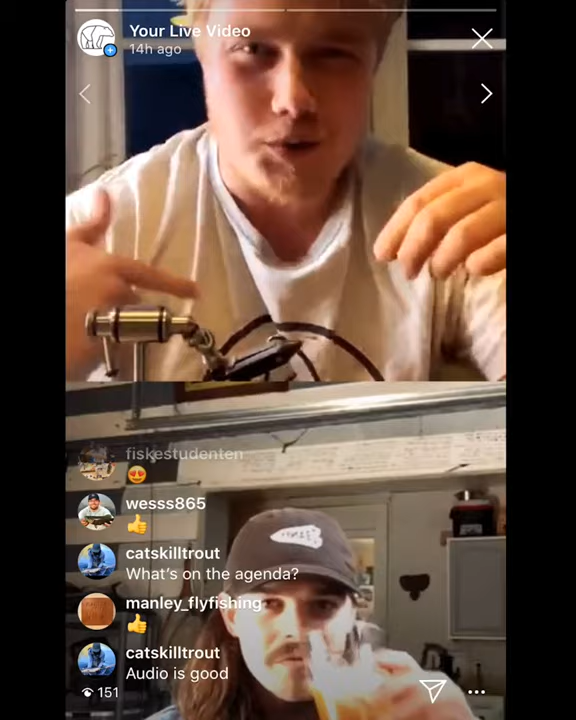 Your Live Video
14h ago
fiskestudenten
😍
wesss865
👍
catskilltrout
What's on the agenda?
manley_flyfishing
👍
catskilltrout
Audio is good
151